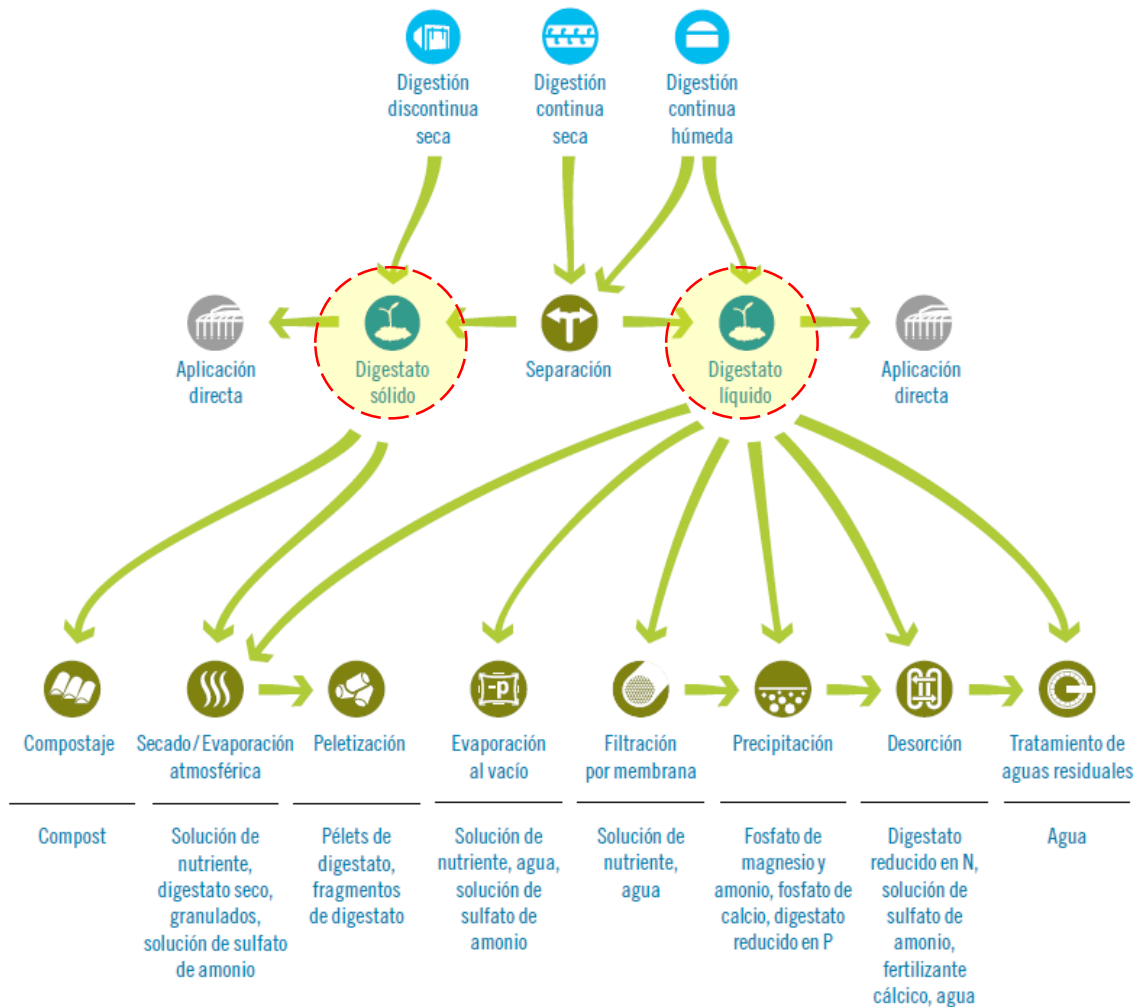 Digestión
discontinua
seca
Digestión
continua
seca
Digestión
continua
húmeda
Aplicación
directa
Digestato
sólido
Separación
Digestato
líquido
Aplicación
directa
Compostaje
Secado/Evaporación
atmosférica
Peletización
Evaporación
al vacío
Filtración
por membrana
Precipitación
Desorción
Tratamiento de
aguas residuales
Compost
Solución de
nutriente,
digestato seco,
granulados,
solución de sulfato
de amonio
Pélets de
digestato,
fragmentos
de digestato
Solución de
nutriente, agua,
solución de
sulfato de
amonio
Solución de
nutriente,
agua
Fosfato de
magnesio y
amonio, fosfato de
calcio, digestato
reducido en P
Digestato
reducido en N,
solución de
sulfato de
amonio,
fertilizante
cálcico, agua
Agua
-p